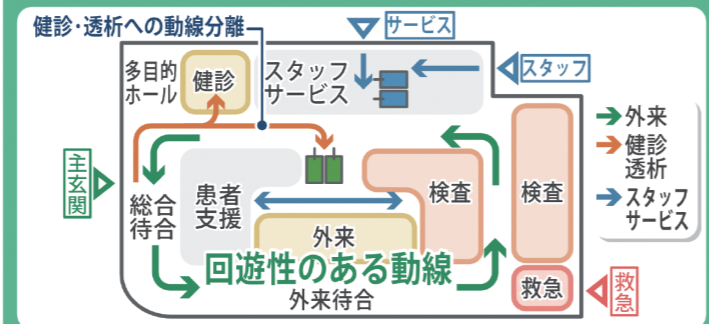 健診・透析への動線分離
サービス
多目的
ホール
健診
スタッフ
サービス
スタッフ
外来
健診
透析
スタッフ
サービス
主玄関
総合
待合
患者
支援
検査
検査
外来
回遊性のある動線
外来待合
救急
救急